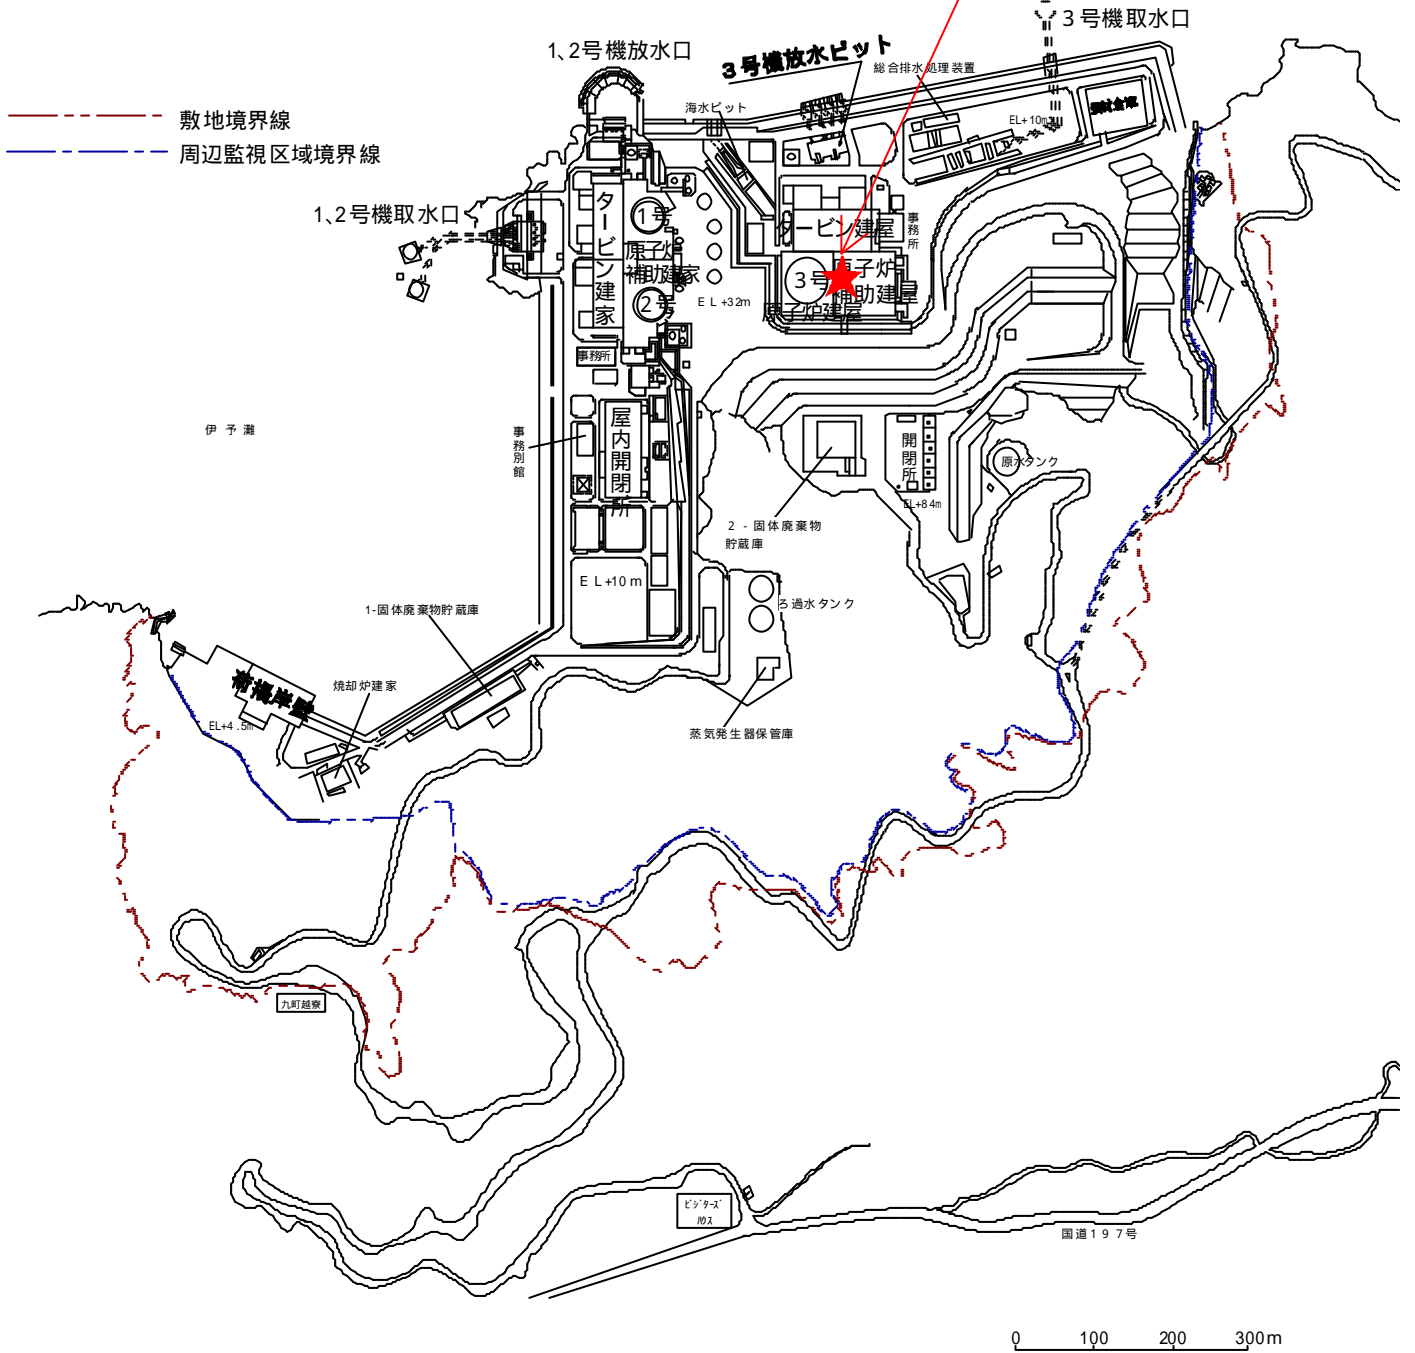 3号機取水口
1､2号機放水口
3号機放水ピット
総合排水処理装置
海水ピット
EL+10m
敷地境界線
周辺監視区域境界線
1､2号機取水口
タービン建家
1号
原子炉
補助建家
2号
EL+32m
タービン建屋
事務所
3号
原子炉
補助建屋
原子炉建屋
事務所
伊予灘
事務別館
屋内開閉所
開閉所
原水タンク
EL+84m
2-固体廃棄物
貯蔵庫
EL+10m
ろ過水タンク
1-固体廃棄物貯蔵庫
荷揚岸壁
焼却炉建家
EL+4.5m
蒸気発生器保管庫
九町越寮
ビジターズ
ハウス
国道197号
0 100 200 300m